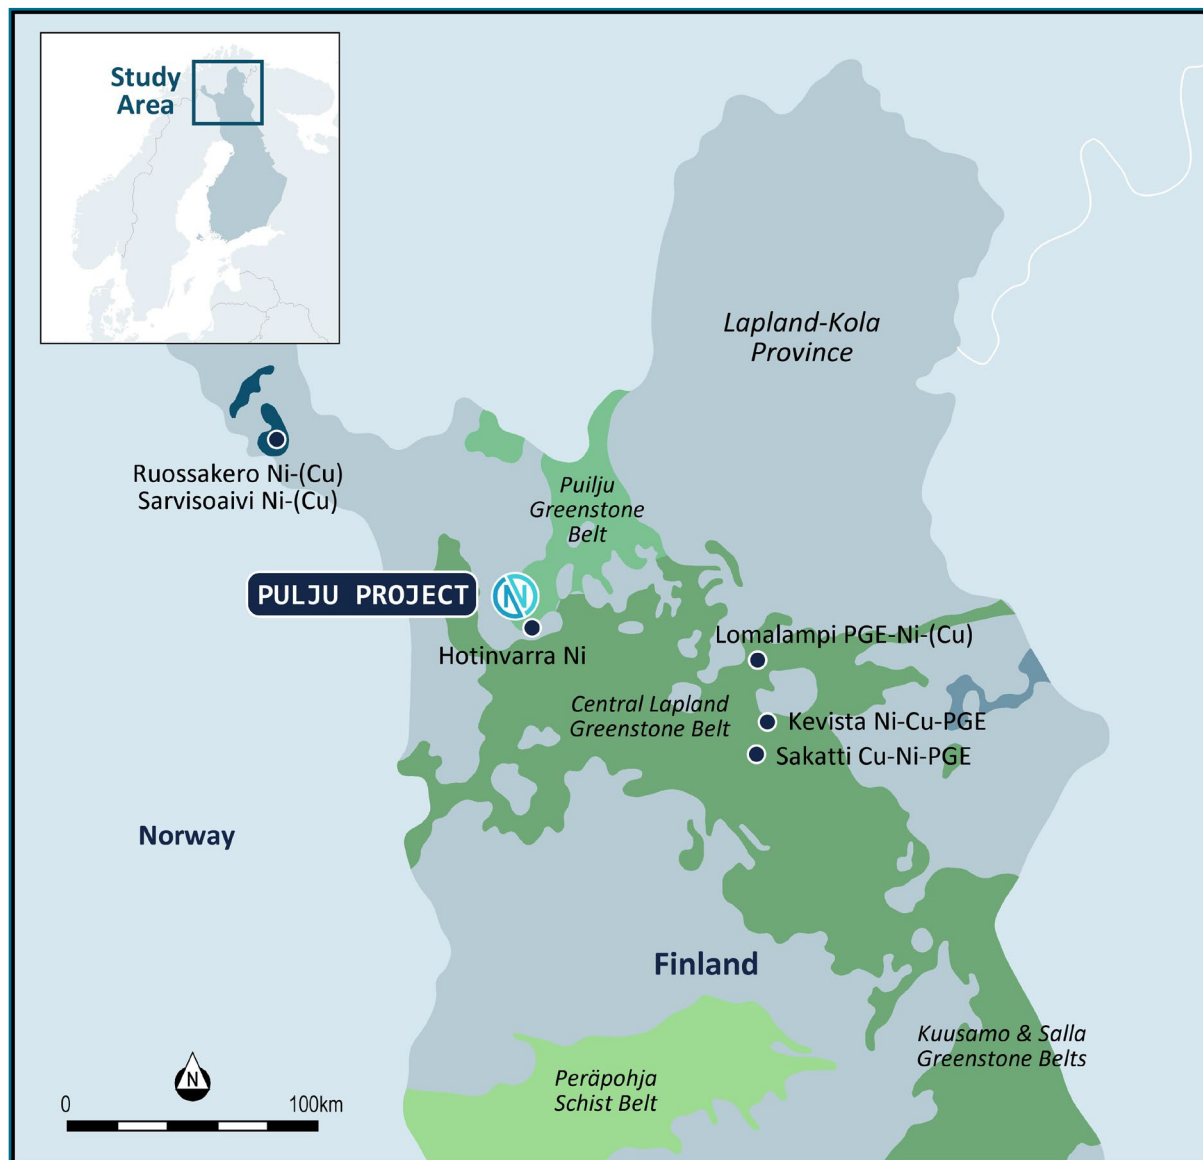 Study
Area
Lapland-Kola
Province
Ruossakero Ni-(Cu)
Sarvisoaivi Ni-(Cu)
Puilju
Greenstone
Belt
PULJU PROJECT
N
Hotinvarra Ni
Lomalampi PGE-Ni-(Cu)
Central Lapland
Greenstone Belt
Kevista Ni-Cu-PGE
Sakatti Cu-Ni-PGE
Norway
Finland
Kuusamo & Salla
Greenstone Belts
Peräpohja
Schist Belt
N
0 100km